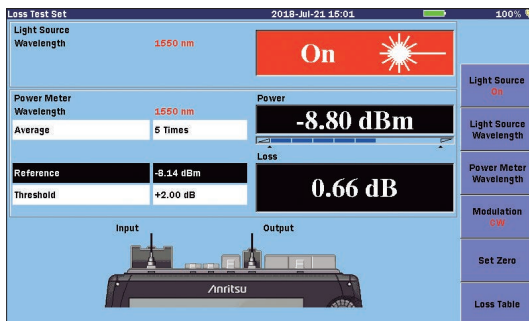 Loss Test Set 2018-Jul-21 15:01 100%
Light Source
Wavelength 1550 nm
On
Power Meter
Wavelength 1550 nm
Average 5 Times
Power
-8.80 dBm
Loss
0.66 dB
Reference -8.14 dBm
Threshold +2.00 dB
Input Output
Anritsu
Light Source
On
Light Source
Wavelength
Power Meter
Wavelength
Modulation
CW
Set Zero
Loss Table